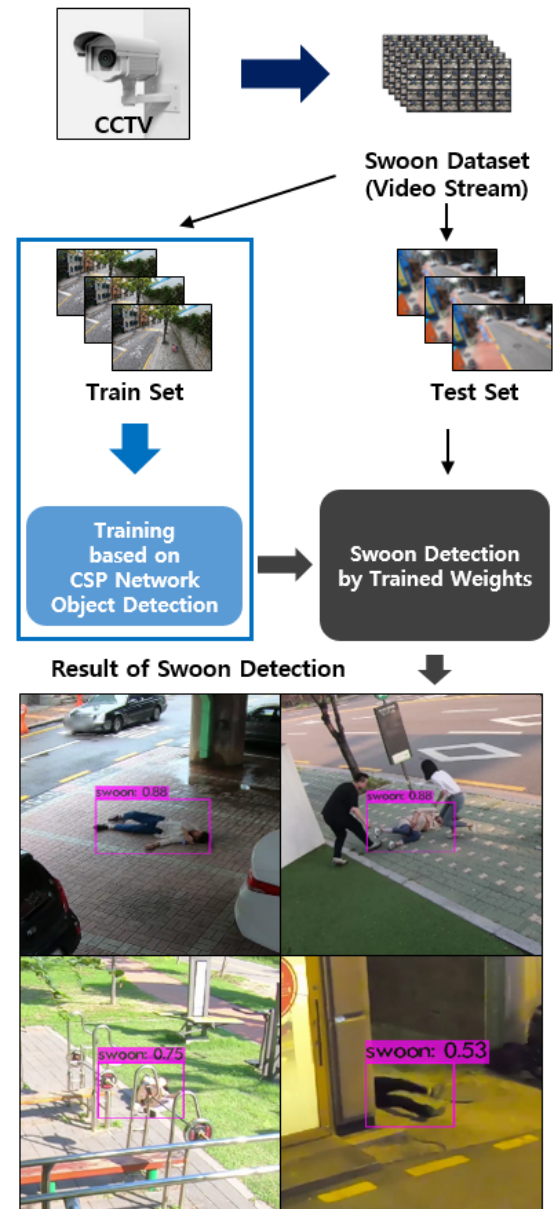 CCTV
Swoon Dataset
(Video Stream)
Train Set
Test Set
Training
based on
CSP Network
Object Detection
Swoon Detection
by Trained Weights
Result of Swoon Detection
swoon: 0.88
swoon: 0.88
swoon: 0.75
swoon: 0.53